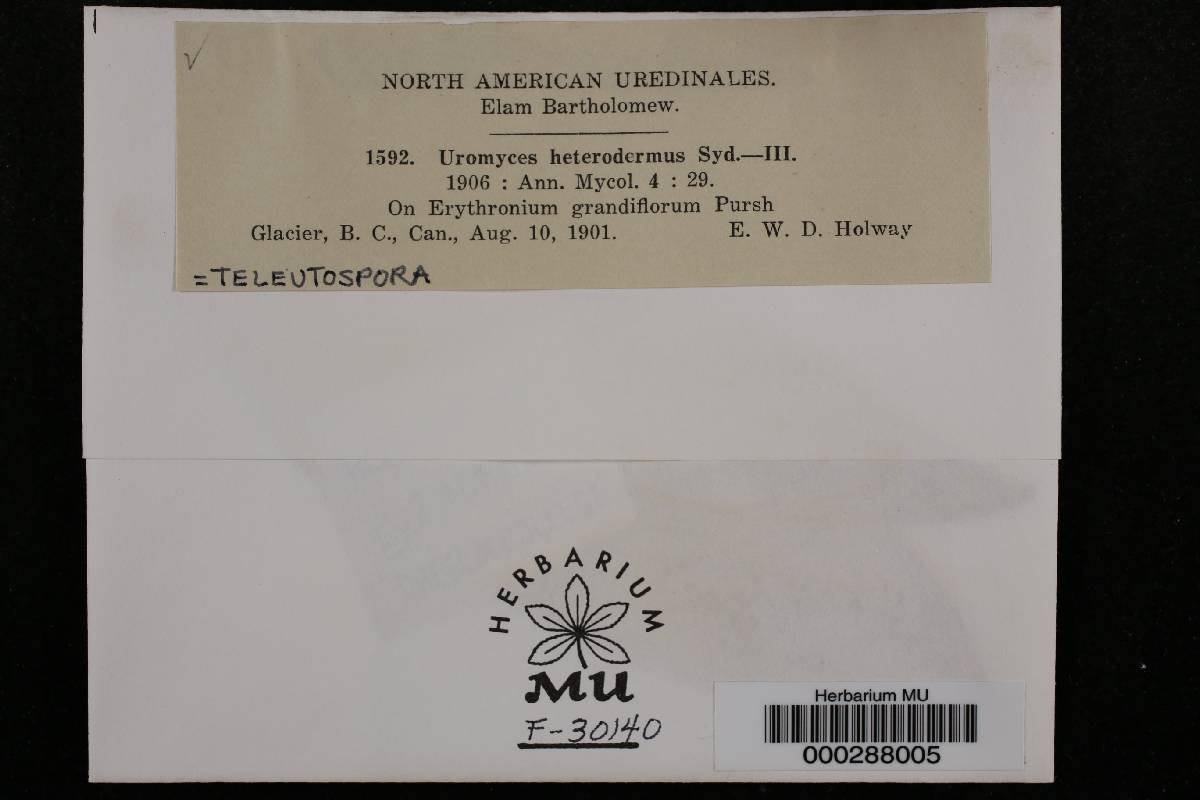 NORTH AMERICAN UREDINALES.
Elam Bartholomew.
1592. Uromyces heterodermus Syd.—III.
1906 : Ann. Mycol. 4 : 29.
On Erythronium grandiflorum Pursh
Glacier, B. C., Can., Aug. 10, 1901. E. W. D. Holway
=TELEUTOSPORA
HERBARIUM
MU
F-30140
Herbarium MU
000288005